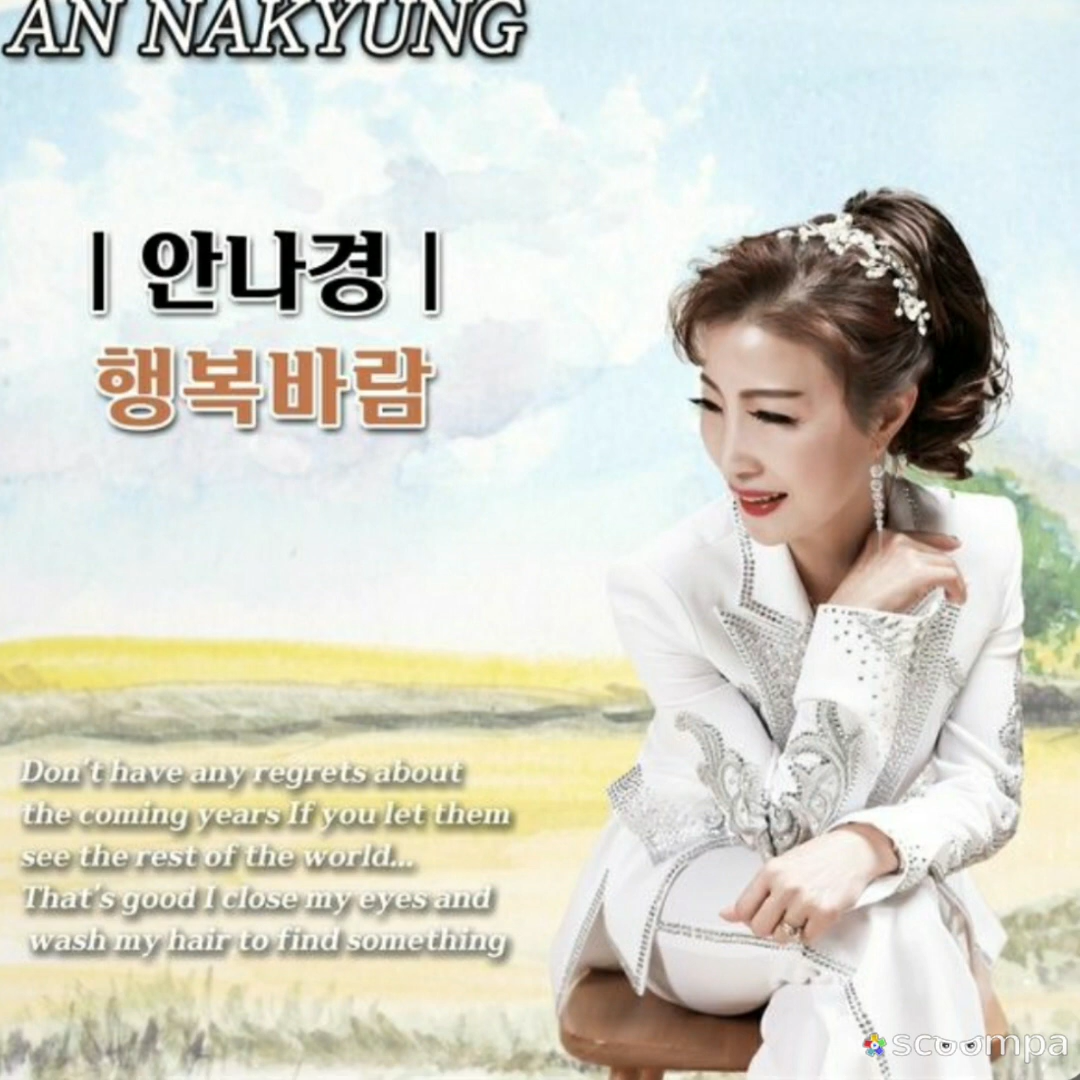 AN NAKYUNG
| 안나경 |
행복바람
Don't have any regrets about
the coming years If you let them
see the rest of the world...
That's good I close my eyes and
wash my hair to find something
scoompa